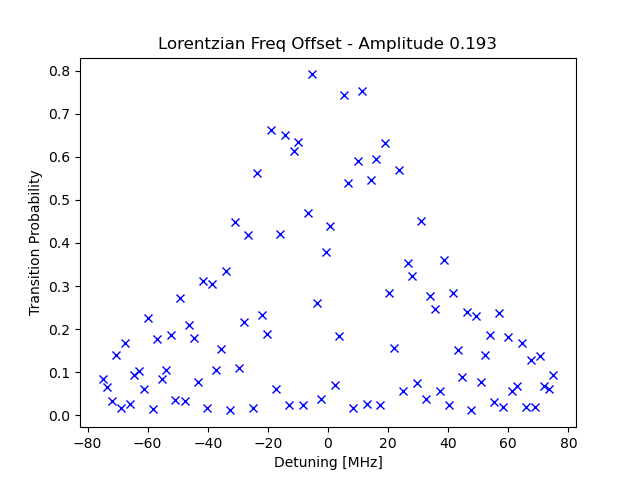 Lorentzian Freq Offset - Amplitude 0.193
Transition Probability
0.8
0.7
0.6
0.5
0.4
0.3
0.2
0.1
0.0
−80 −60 −40 −20 0 20 40 60 80
Detuning [MHz]